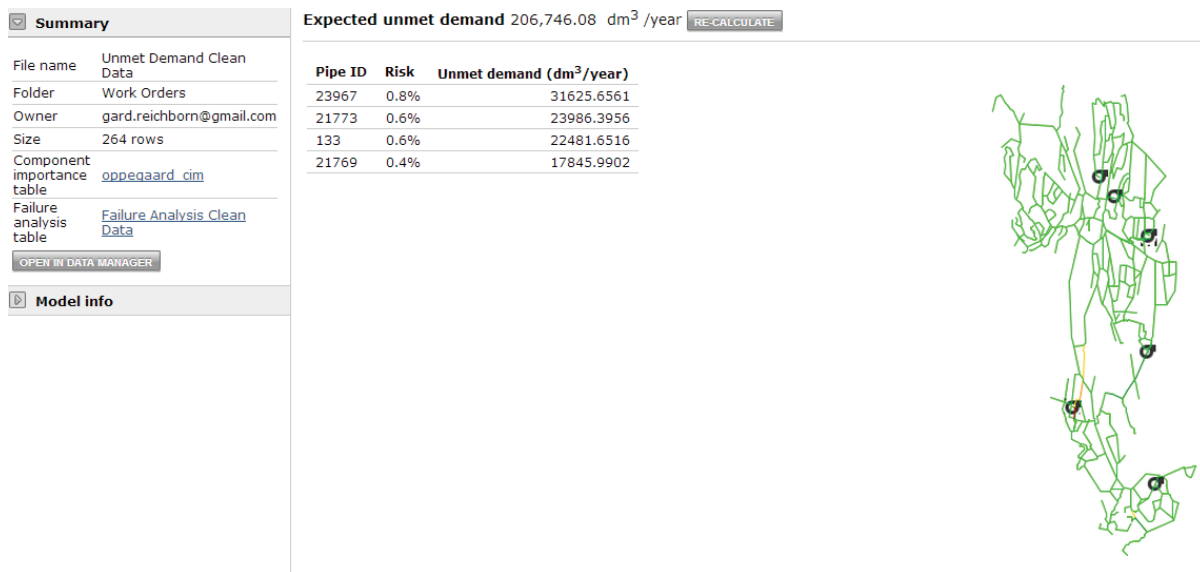 Summary
File name Unmet Demand Clean
Data
Folder Work Orders
Owner gard.reichborn@gmail.com
Size 264 rows
Component
importance oppegaard_cim
table
Failure
analysis Failure Analysis Clean
table Data
OPEN IN DATA MANAGER
Model info
Expected unmet demand 206,746.08 dm³ /year RE-CALCULATE
Pipe ID Risk Unmet demand (dm³/year)
23967 0.8% 31625.6561
21773 0.6% 23986.3956
133 0.6% 22481.6516
21769 0.4% 17845.9902